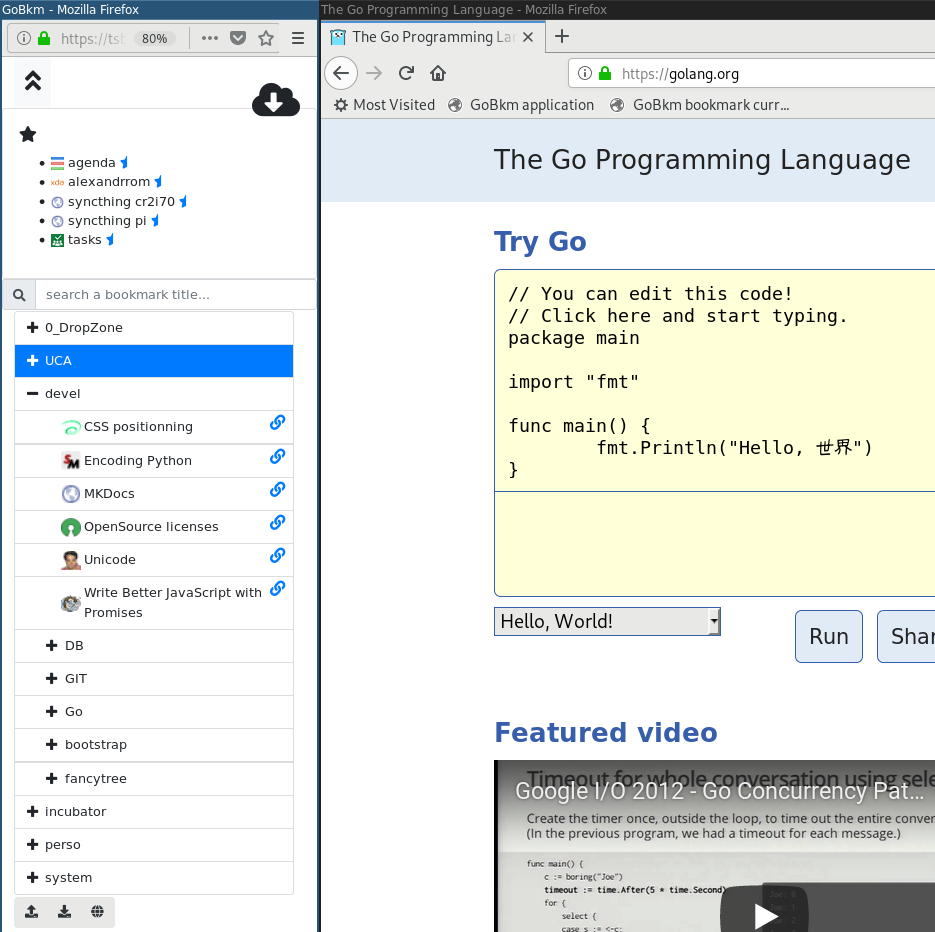 GoBkm - Mozilla Firefox
https://tsb
80%
agenda
xda alexandrrom
syncthing cr2i70
syncthing pi
tasks
search a bookmark title...
0_DropZone
UCA
devel
CSS positionning
SM Encoding Python
MKDocs
OpenSource licenses
Unicode
Write Better JavaScript with
Promises
DB
GIT
Go
bootstrap
fancytree
incubator
perso
system
The Go Programming Language - Mozilla Firefox
The Go Programming Lar
https://golang.org
Most Visited GoBkm application GoBkm bookmark curr...
The Go Programming Language
Try Go
// You can edit this code!
// Click here and start typing.
package main
import "fmt"
func main() {
fmt.Println("Hello, 世界")
}
Hello, World!
Run
Shar
Featured video
Timeout for whole conversation using sele
Google I/O 2012 - Go Concurrency Pat...
Create the timer once, outside the loop, to time out the entire conver
(In the previous program, we had a timeout for each message.)
func main() {
c := boring("Joe")
timeout := time.After(5 * time.Second)
for {
select {
case s := <-c: